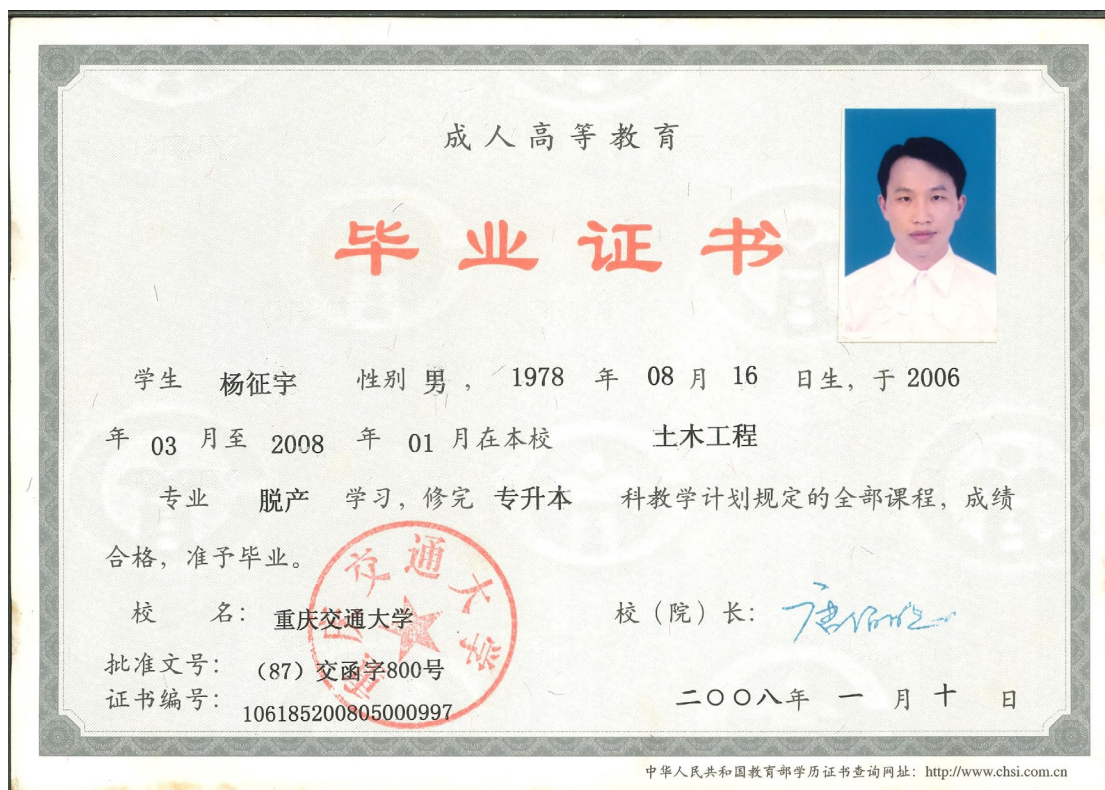 成人高等教育
毕业证书
学生 杨征宇 性别 男 ， 1978 年 08 月 16 日生，于 2006
年 03 月至 2008 年 01 月在本校 土木工程
专业 脱产 学习，修完 专升本 科教学计划规定的全部课程，成绩
合格，准予毕业。
校 名： 重庆交通大学
校（院）长：
批准文号： （87）交函字800号
证书编号： 106185200805000997
二〇〇八年 一 月 十 日
重庆交通大学
中华人民共和国教育部学历证书查询网址：http://www.chsi.com.cn